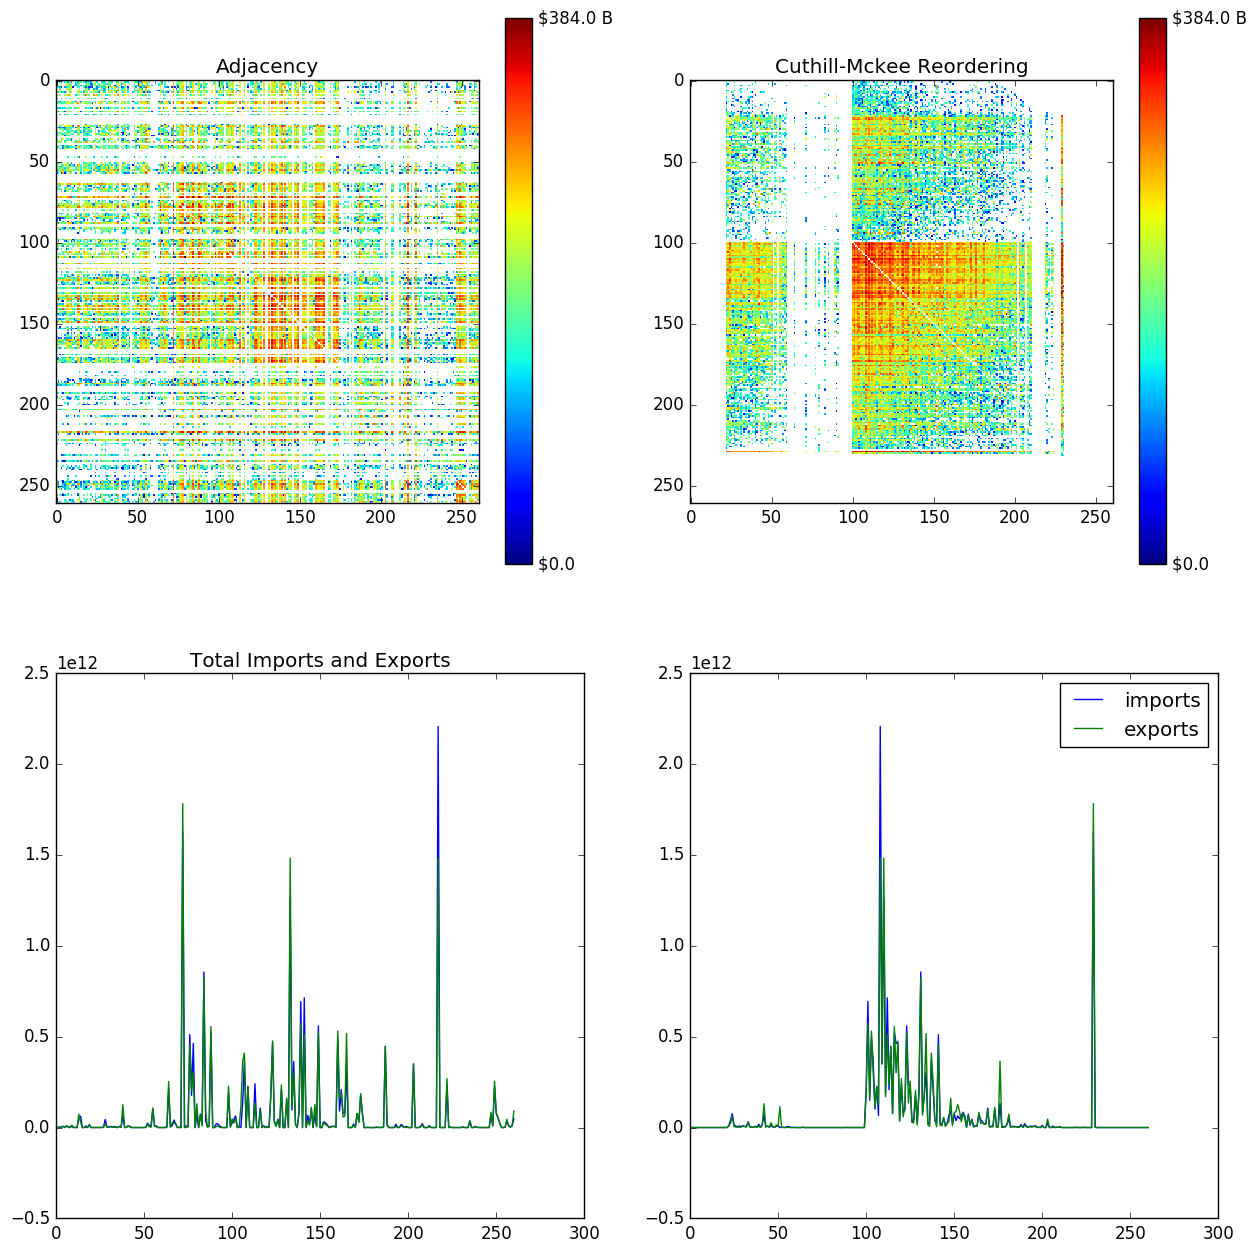 Adjacency
0
50
100
150
200
250
0 50 100 150 200 250
$384.0 B
$0.0
Cuthill-Mckee Reordering
0
50
100
150
200
250
0 50 100 150 200 250
$384.0 B
$0.0
1e12
Total Imports and Exports
2.5
2.0
1.5
1.0
0.5
0.0
−0.5
0 50 100 150 200 250 300
1e12
2.5
2.0
1.5
1.0
0.5
0.0
−0.5
0 50 100 150 200 250 300
imports
exports